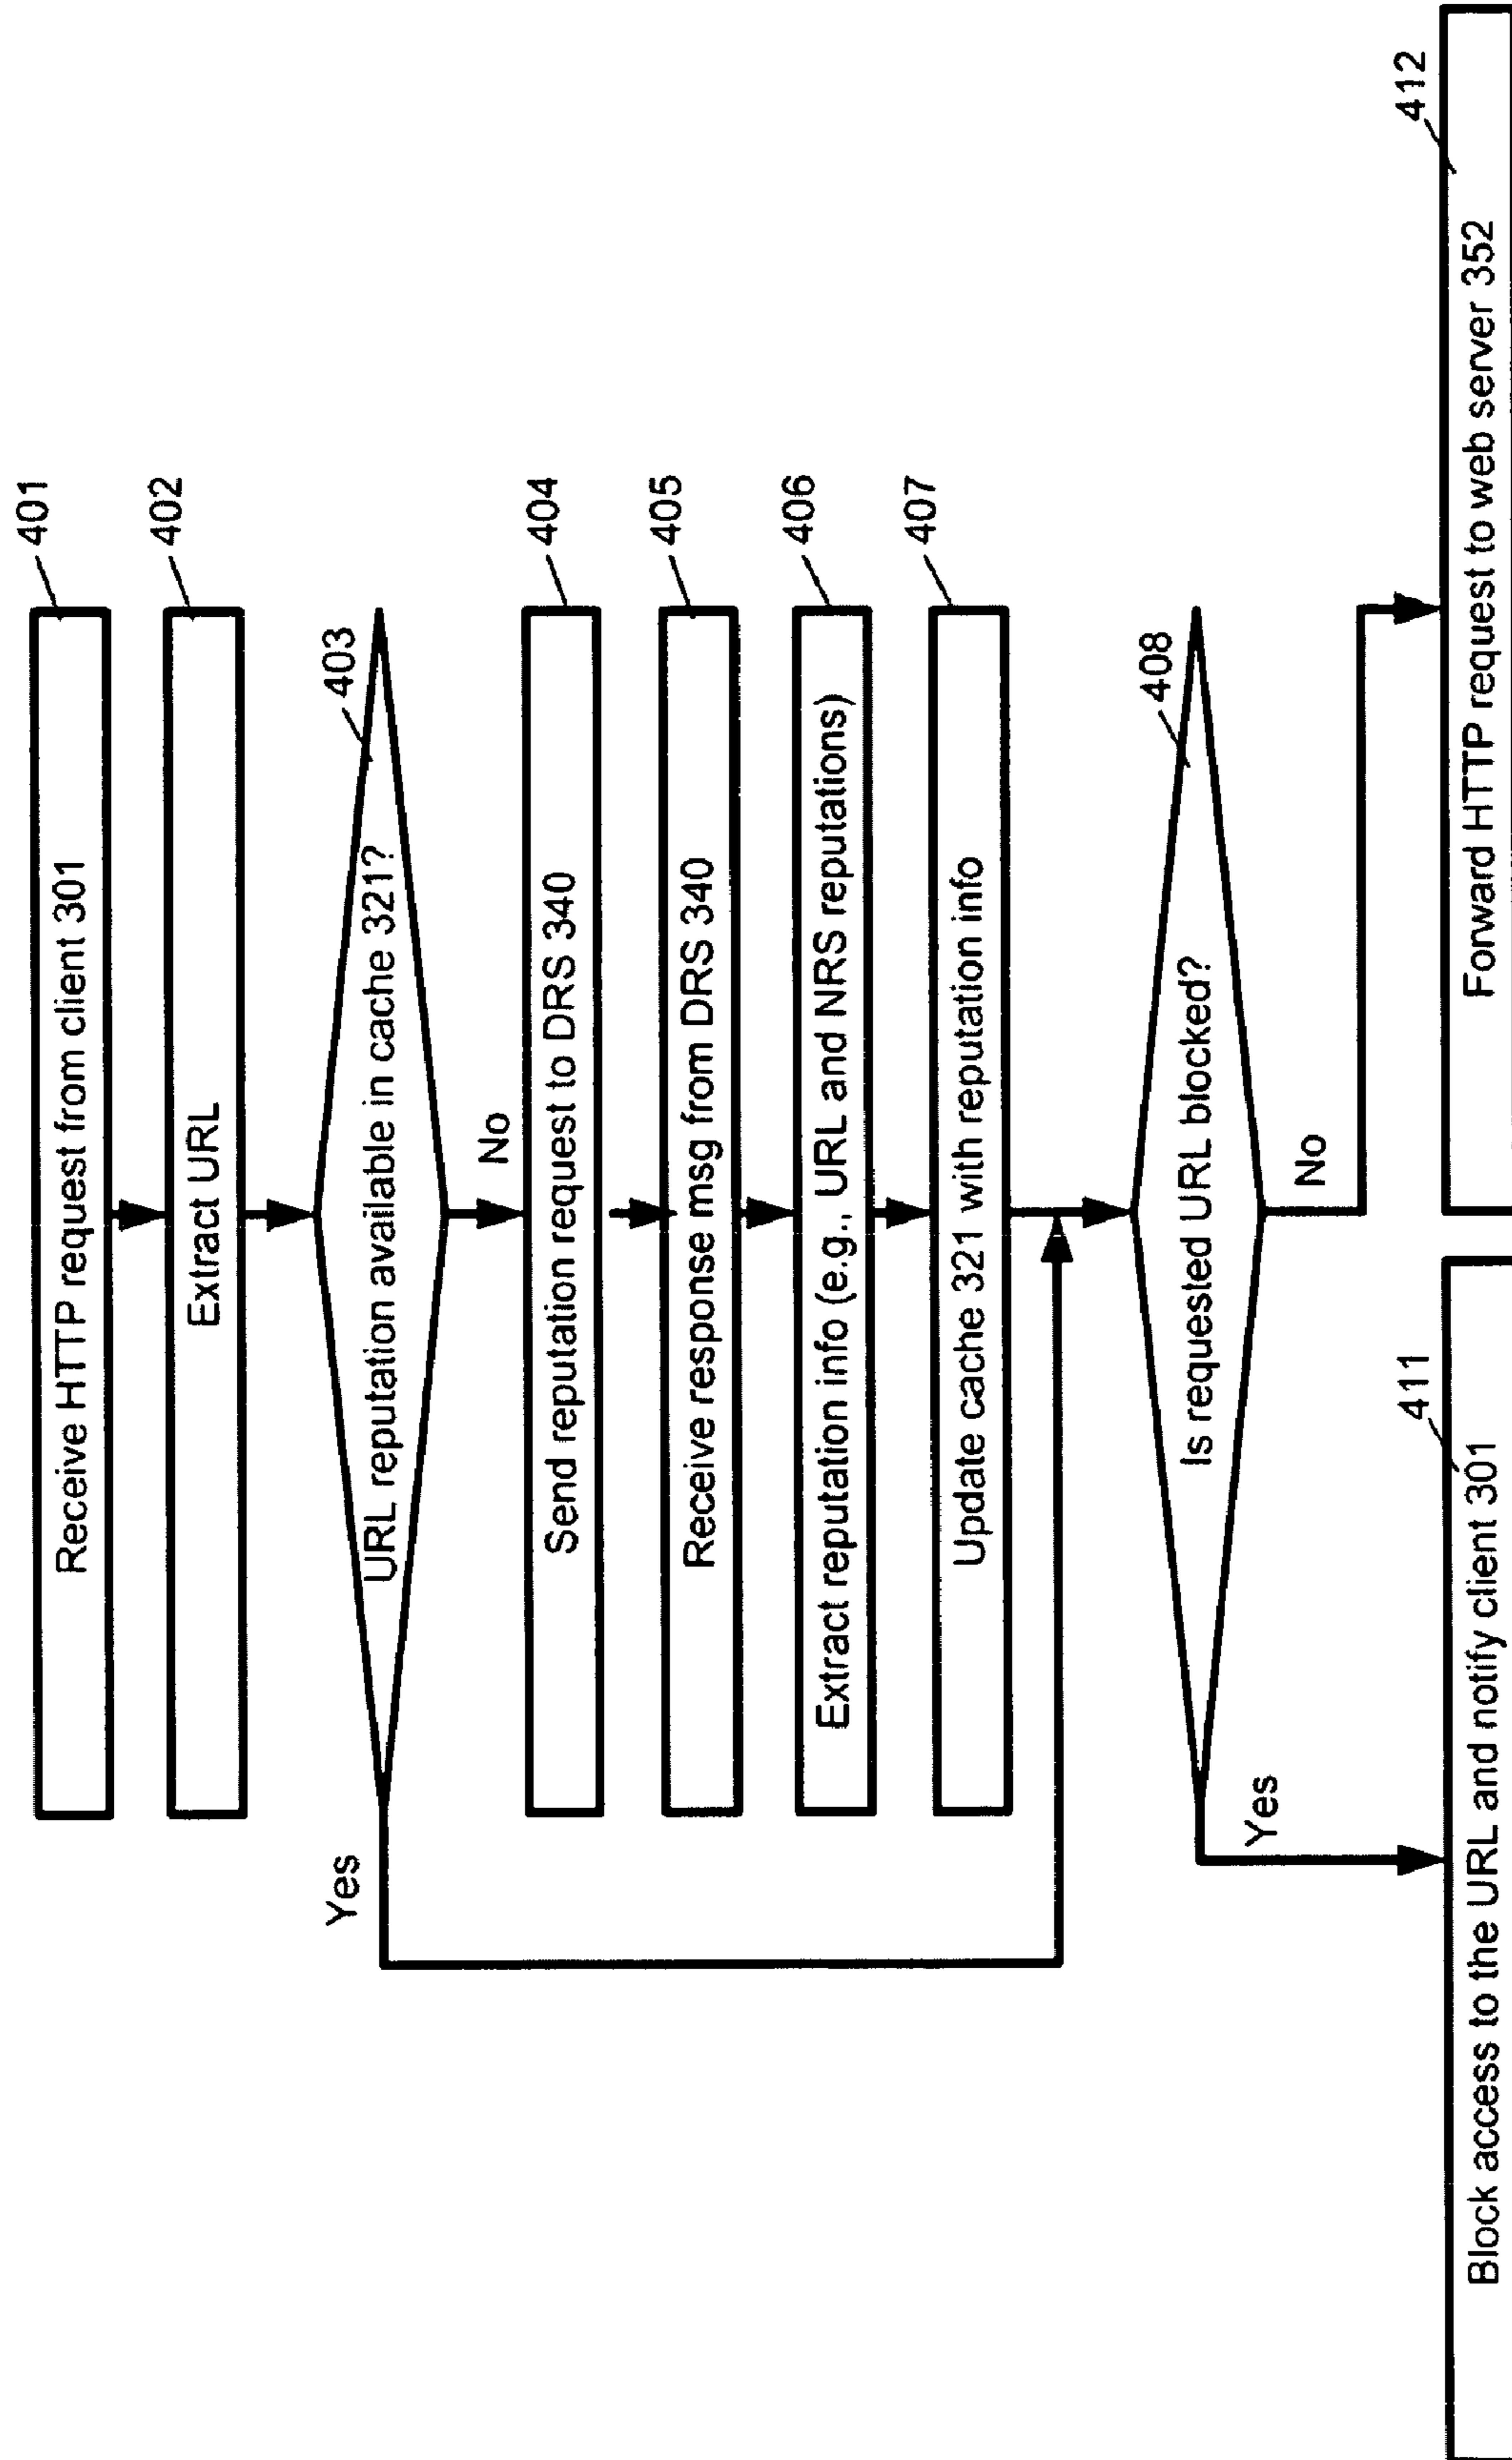 Receive HTTP request from client 301
401
Extract URL
402
URL reputation available in cache 321?
403
Yes
No
Send reputation request to DRS 340
404
Receive response msg from DRS 340
405
Extract reputation info (e.g., URL and NRS reputations)
406
Update cache 321 with reputation info
407
Is requested URL blocked?
408
Yes
No
Block access to the URL and notify client 301
411
Forward HTTP request to web server 352
412